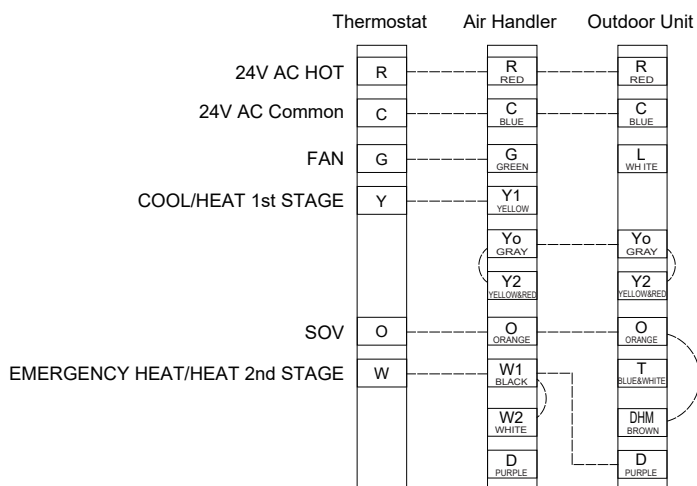 Thermostat Air Handler Outdoor Unit
24V AC HOT R R R
RED RED
24V AC Common C C C
BLUE BLUE
FAN G G L
GREEN WH ITE
COOL/HEAT 1st STAGE Y Y1
YELLOW
Yo Yo
GRAY GRAY
Y2 Y2
YELLOW&RED YELLOW&RED
SOV O O O
ORANGE ORANGE
EMERGENCY HEAT/HEAT 2nd STAGE W W1 T
BLACK BLUE&WHITE
W2 DHM
WHITE BROWN
D D
PURPLE PURPLE